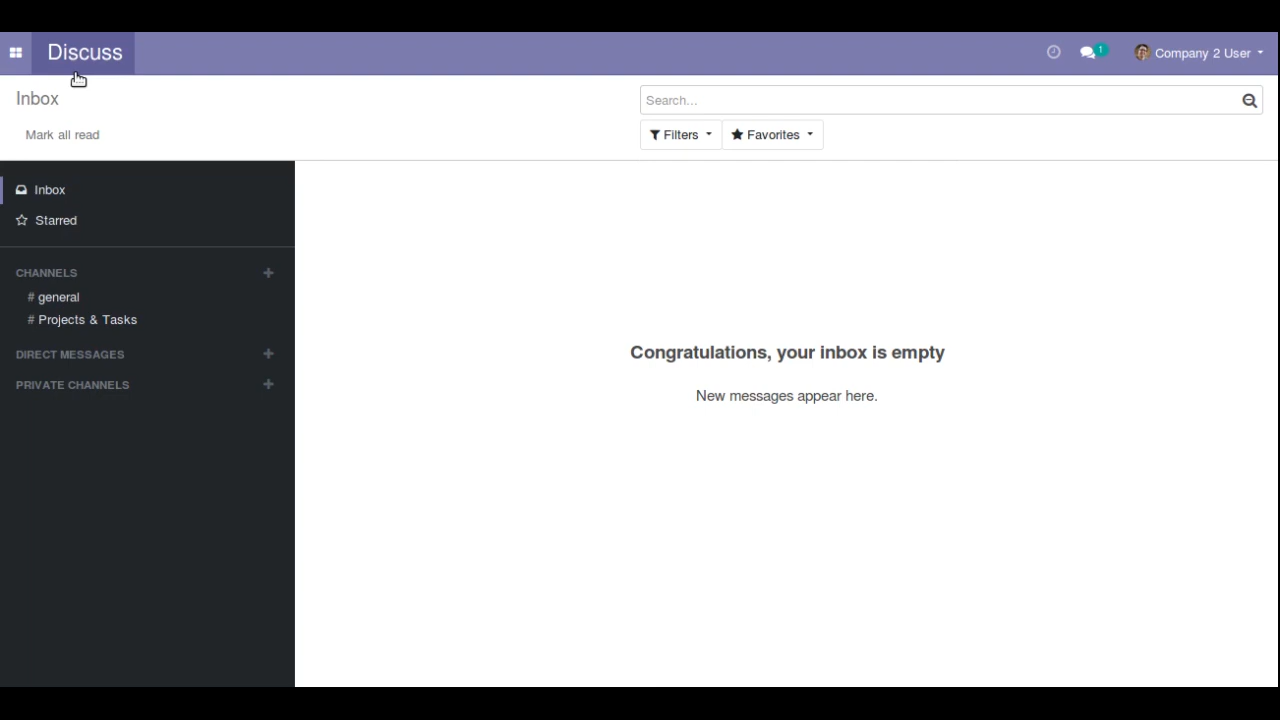 Discuss
1
Company 2 User
Inbox
Search...
Mark all read
Filters
Favorites
Inbox
Starred
CHANNELS
# general
# Projects & Tasks
DIRECT MESSAGES
PRIVATE CHANNELS
Congratulations, your inbox is empty
New messages appear here.